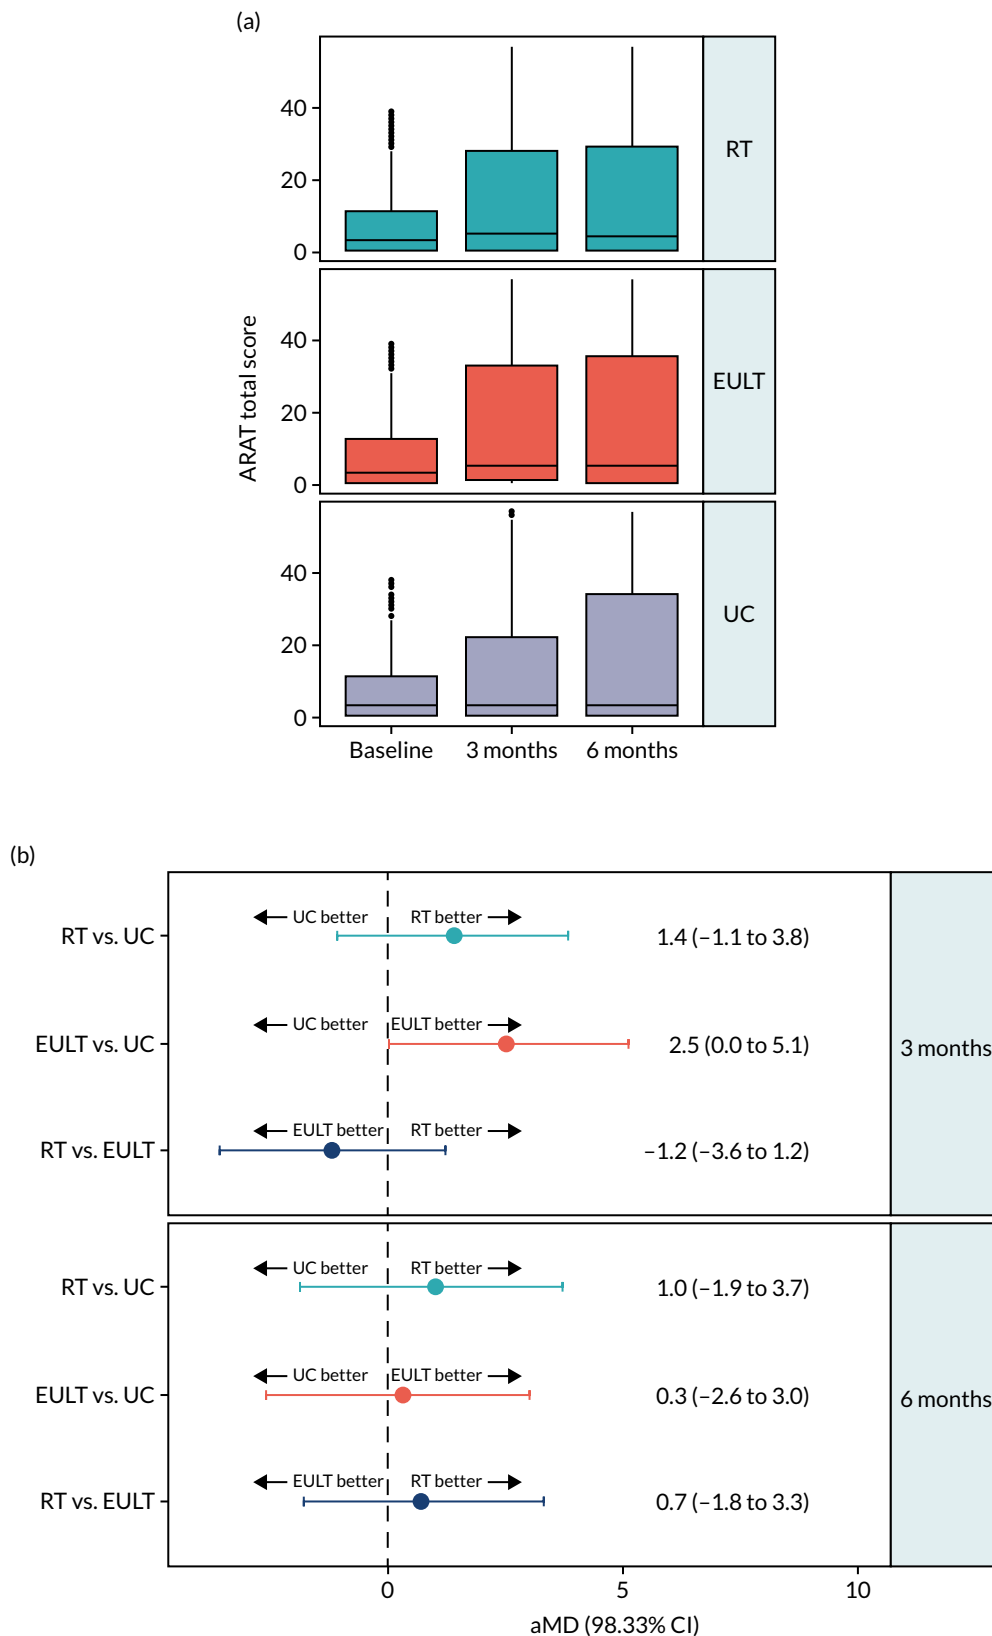 (a)
40
20
0
RT
40
20
0
EULT
ARAT total score
40
20
0
UC
Baseline 3 months 6 months
(b)
UC better RT better
RT vs. UC 1.4 (–1.1 to 3.8)
UC better EULT better
EULT vs. UC 2.5 (0.0 to 5.1)
3 months
EULT better RT better
RT vs. EULT –1.2 (–3.6 to 1.2)
UC better RT better
RT vs. UC 1.0 (–1.9 to 3.7)
UC better EULT better
EULT vs. UC 0.3 (–2.6 to 3.0)
6 months
EULT better RT better
RT vs. EULT 0.7 (–1.8 to 3.3)
0 5 10
aMD (98.33% CI)